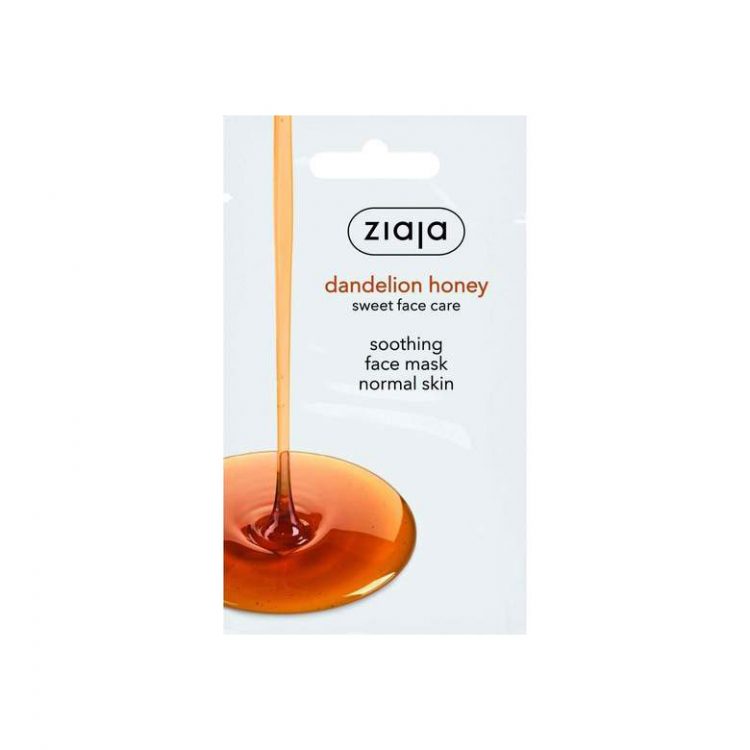 ziaja
dandelion honey
sweet face care
soothing
face mask
normal skin